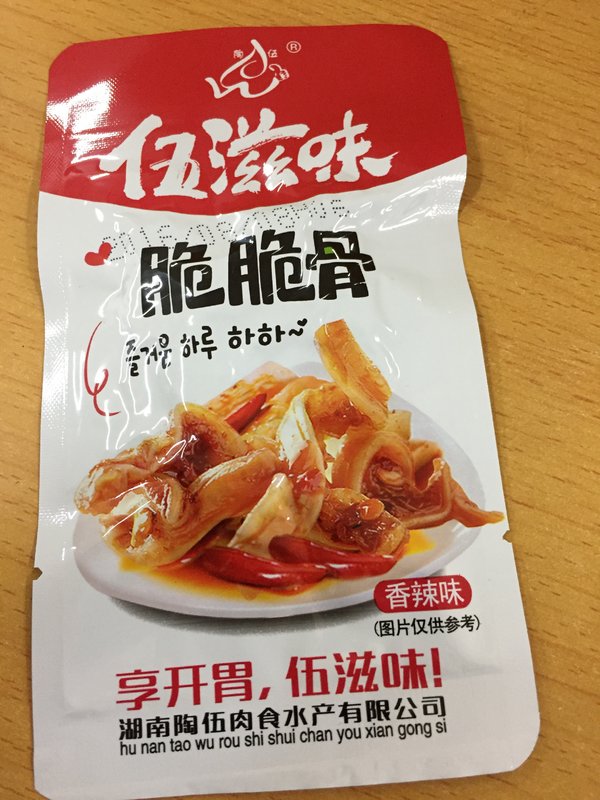 陶 伍 ®
伍滋味
脆脆骨
즐거운 하루 하하~
香辣味
(图片仅供参考)
享开胃,伍滋味!
湖南陶伍肉食水产有限公司
hu nan tao wu rou shi shui chan you xian gong si